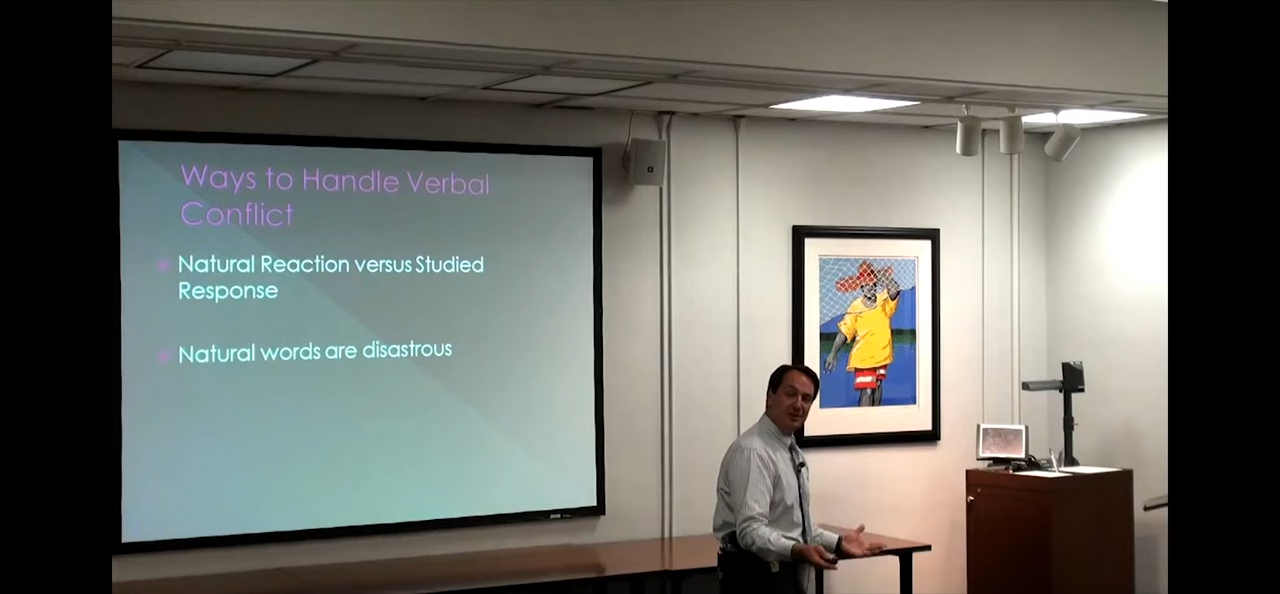 Ways to Handle Verbal
Conflict
Natural Reaction versus Studied
Response
Natural words are disastrous